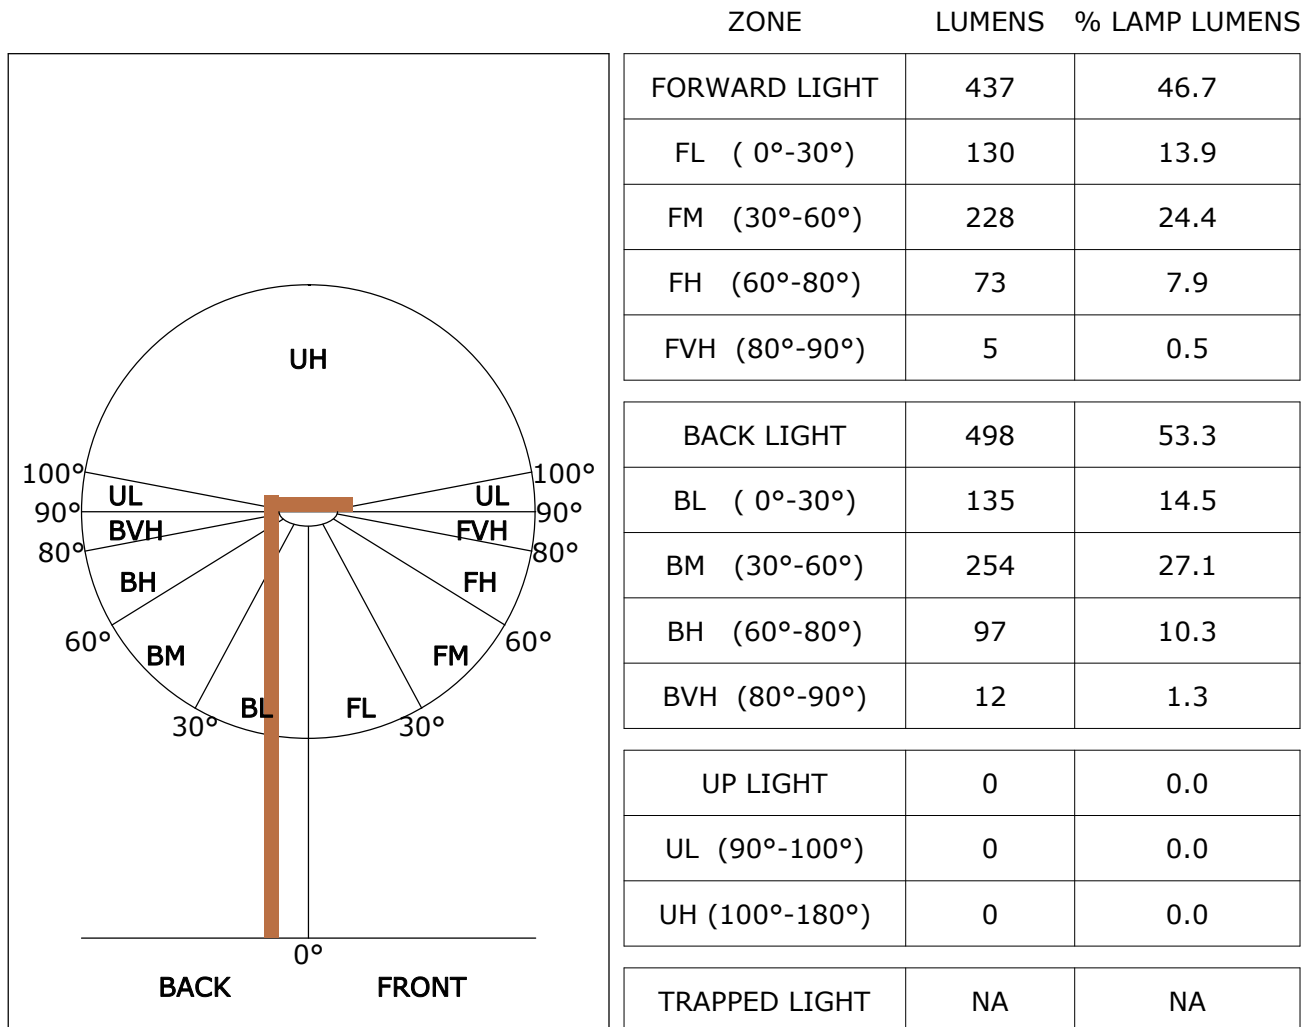 ZONE LUMENS % LAMP LUMENS
FORWARD LIGHT 437 46.7
FL ( 0°-30°) 130 13.9
FM (30°-60°) 228 24.4
FH (60°-80°) 73 7.9
FVH (80°-90°) 5 0.5
BACK LIGHT 498 53.3
BL ( 0°-30°) 135 14.5
BM (30°-60°) 254 27.1
BH (60°-80°) 97 10.3
BVH (80°-90°) 12 1.3
UP LIGHT 0 0.0
UL (90°-100°) 0 0.0
UH (100°-180°) 0 0.0
TRAPPED LIGHT NA NA
UH
100° 100°
UL UL
90° 90°
BVH FVH
80° 80°
BH FH
60° 60°
BM FM
BL FL
30° 30°
0°
BACK FRONT